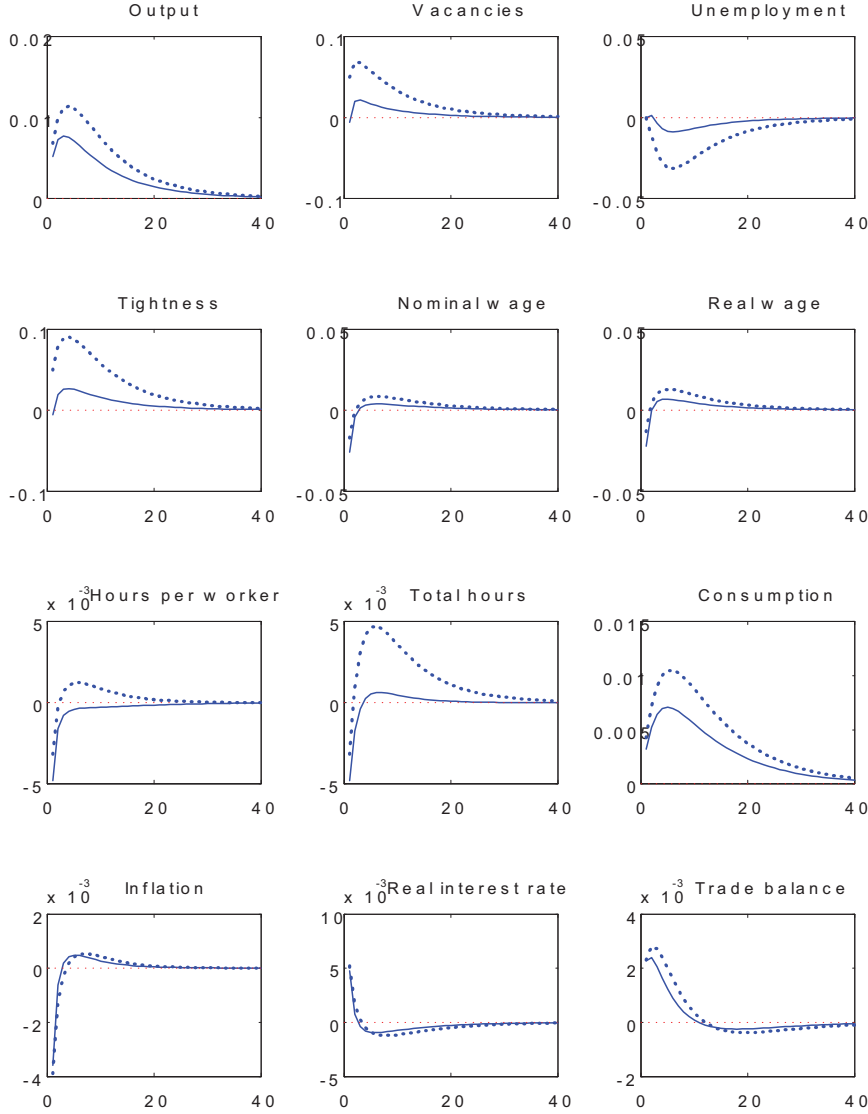 Output Vacancies Unemployment
0.02 0.1 0.05
0.01 0 0
0 -0.1 -0.05
0 20 40 0 20 40 0 20 40
Tightness Nominal wage Real wage
0.1 0.05 0.05
0 0 0
-0.1 -0.05 -0.05
0 20 40 0 20 40 0 20 40
x 10-3 Hours per worker x 10-3 Total hours Consumption
5 5 0.015
0.01
0 0 0.005
-5 -5 0
0 20 40 0 20 40 0 20 40
x 10-3 Inflation x 10-3 Real interest rate x 10-3 Trade balance
2 10 4
0 5 2
-2 0 0
-4 -5 -2
0 20 40 0 20 40 0 20 40